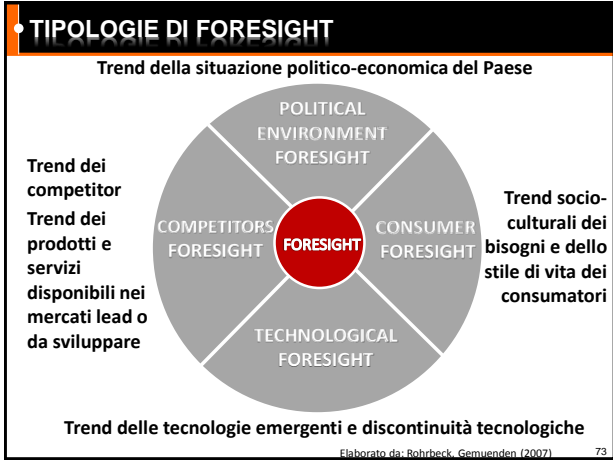 TIPOLOGIE DI FORESIGHT
Trend della situazione politico-economica del Paese
POLITICAL
ENVIRONMENT
FORESIGHT
Trend dei
competitor
Trend dei
prodotti e
servizi
disponibili nei
mercati lead o
da sviluppare
COMPETITORS
FORESIGHT
FORESIGHT
CONSUMER
FORESIGHT
Trend socio-
culturali dei
bisogni e dello
stile di vita dei
consumatori
TECHNOLOGICAL
FORESIGHT
Trend delle tecnologie emergenti e discontinuità tecnologiche
Elaborato da: Rohrbeck, Gemuenden (2007)
73